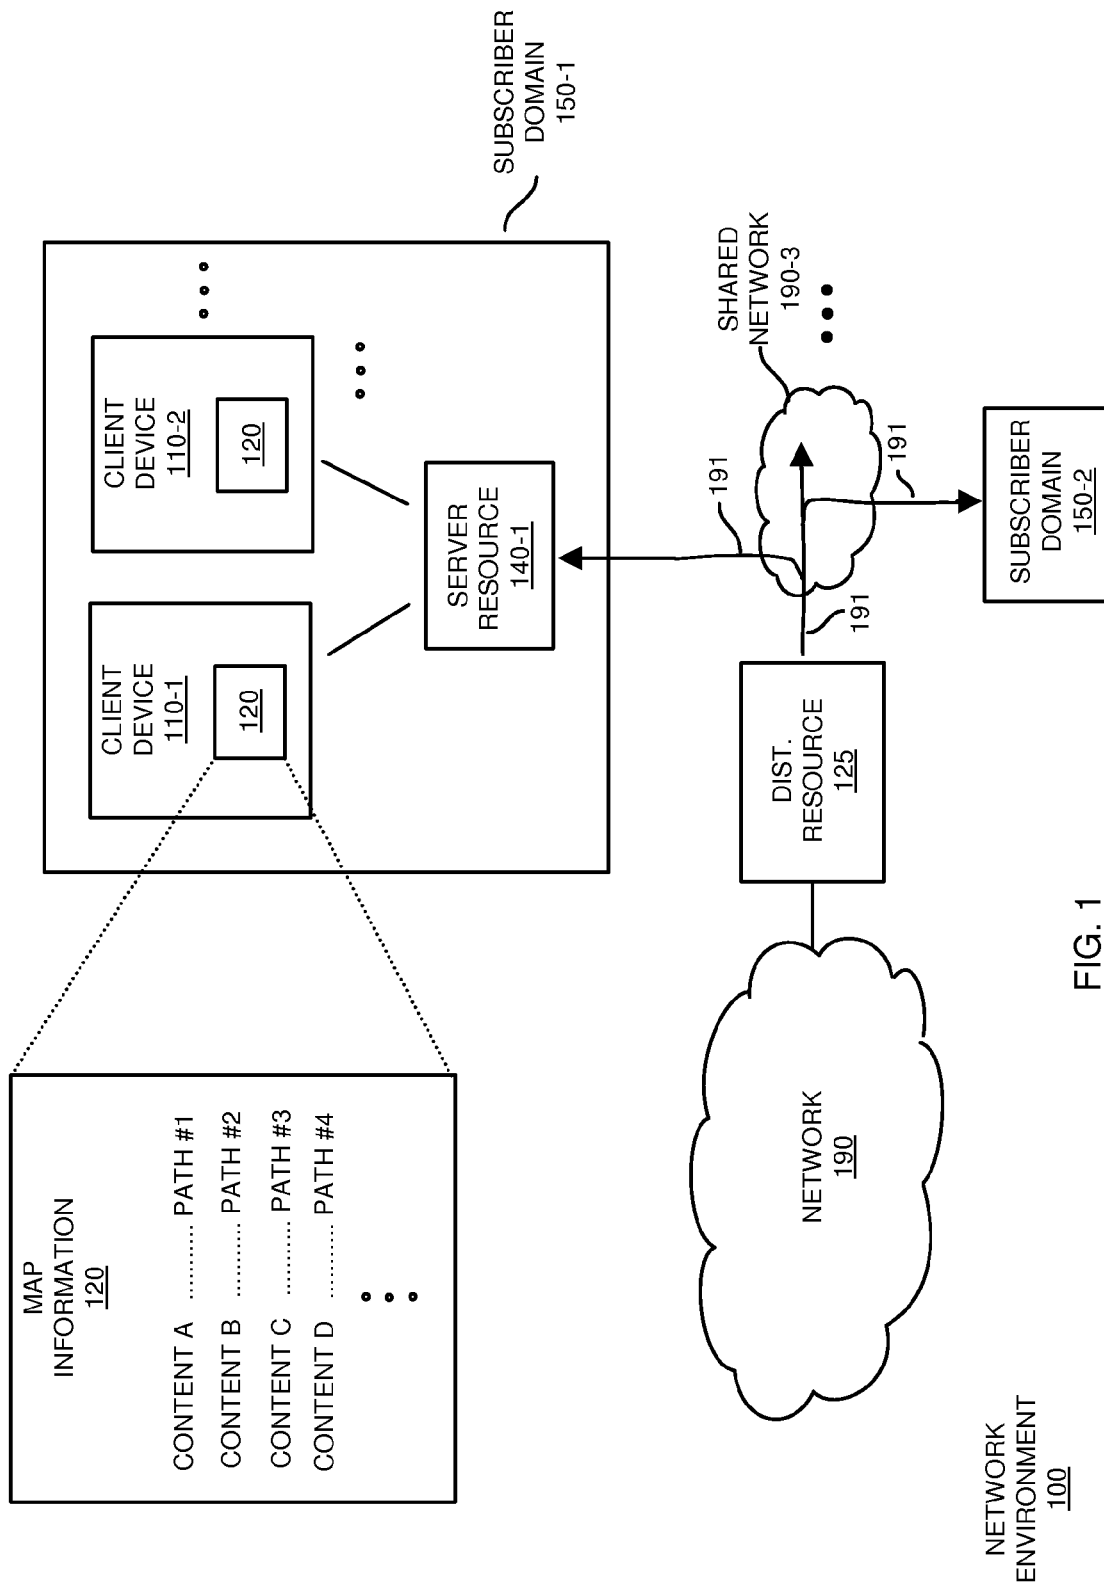 MAP
INFORMATION
120
CONTENT A ........... PATH #1
CONTENT B ........... PATH #2
CONTENT C ........... PATH #3
CONTENT D ........... PATH #4
CLIENT
DEVICE
110-1
120
CLIENT
DEVICE
110-2
120
SERVER
RESOURCE
140-1
SUBSCRIBER
DOMAIN
150-1
NETWORK
190
DIST.
RESOURCE
125
191
191
191
SHARED
NETWORK
190-3
SUBSCRIBER
DOMAIN
150-2
NETWORK
ENVIRONMENT
100
FIG. 1